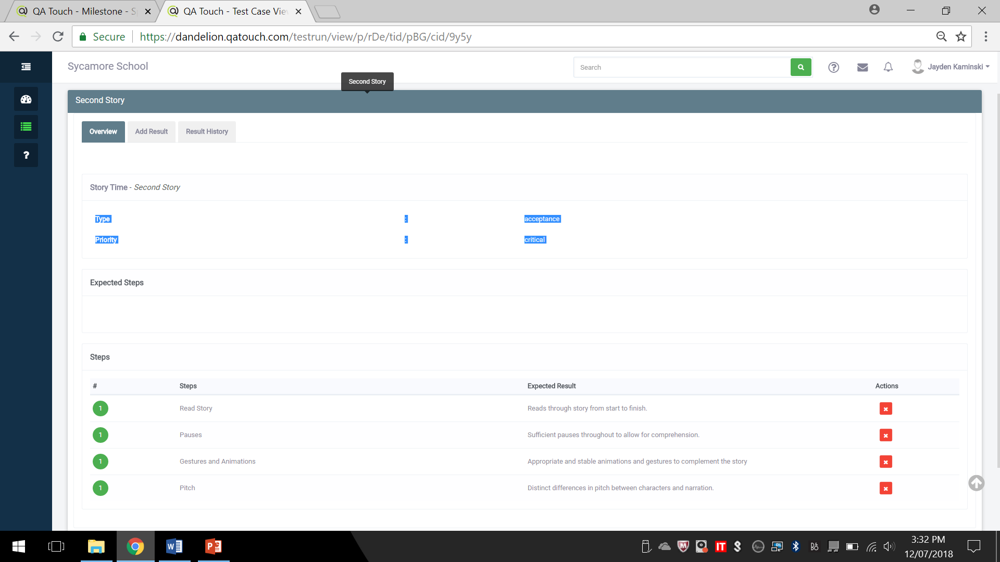 QA Touch - Milestone - S
QA Touch - Test Case Vie
Secure
https://dandelion.qatouch.com/testrun/view/p/rDe/tid/pBG/cid/9y5y
Sycamore School
Search
Jayden Kaminski
Second Story
Second Story
Overview
Add Result
Result History
Story Time - Second Story
Type : acceptance
Priority : critical
Expected Steps
Steps
# Steps Expected Result Actions
1 Read Story Reads through story from start to finish.
1 Pauses Sufficient pauses throughout to allow for comprehension.
1 Gestures and Animations Appropriate and stable animations and gestures to complement the story
1 Pitch Distinct differences in pitch between characters and narration.
3:32 PM
12/07/2018